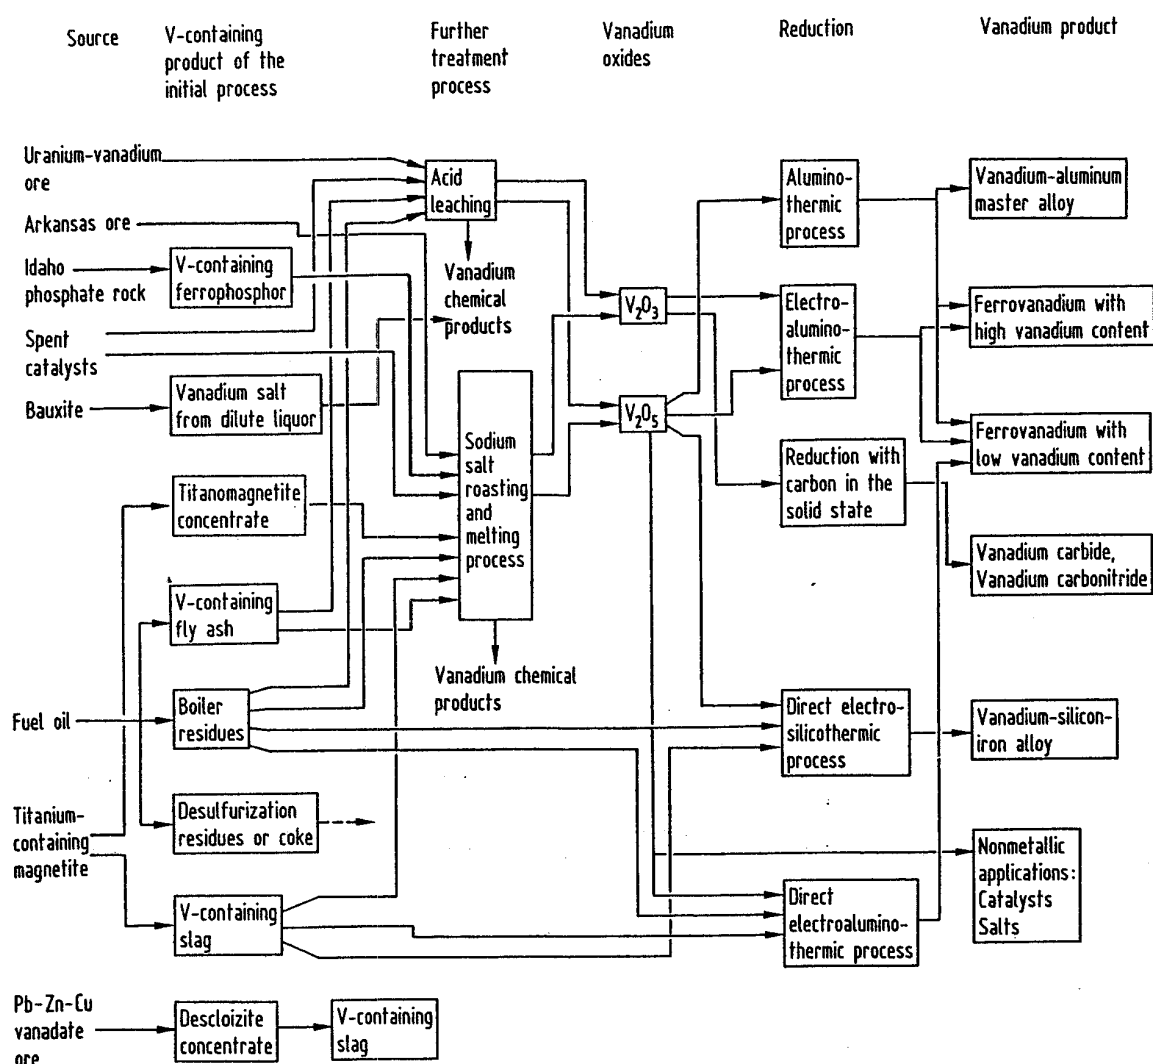 Source
V-containing
product of the
initial process
Further
treatment
process
Vanadium
oxides
Reduction
Vanadium product
Uranium-vanadium
ore
Arkansas ore
Idaho
phosphate rock
Spent
catalysts
Bauxite
Fuel oil
Titanium-
containing
magnetite
Pb-Zn-Cu
vanadate
ore
V-containing
ferrophosphor
Vanadium salt
from dilute liquor
Titanomagnetite
concentrate
V-containing
fly ash
Boiler
residues
Desulfurization
residues or coke
V-containing
slag
Descloizite
concentrate
V-containing
slag
Acid
leaching
Vanadium
chemical
products
Sodium
salt
roasting
and
melting
process
Vanadium chemical
products
V₂O₃
V₂O₅
Alumino-
thermic
process
Electro-
alumino-
thermic
process
Reduction with
carbon in the
solid state
Direct electro-
silicothermic
process
Direct
electroalumino-
thermic process
Vanadium-aluminum
master alloy
Ferrovanadium with
high vanadium content
Ferrovanadium with
low vanadium content
Vanadium carbide,
Vanadium carbonitride
Vanadium-silicon-
iron alloy
Nonmetallic
applications:
Catalysts
Salts